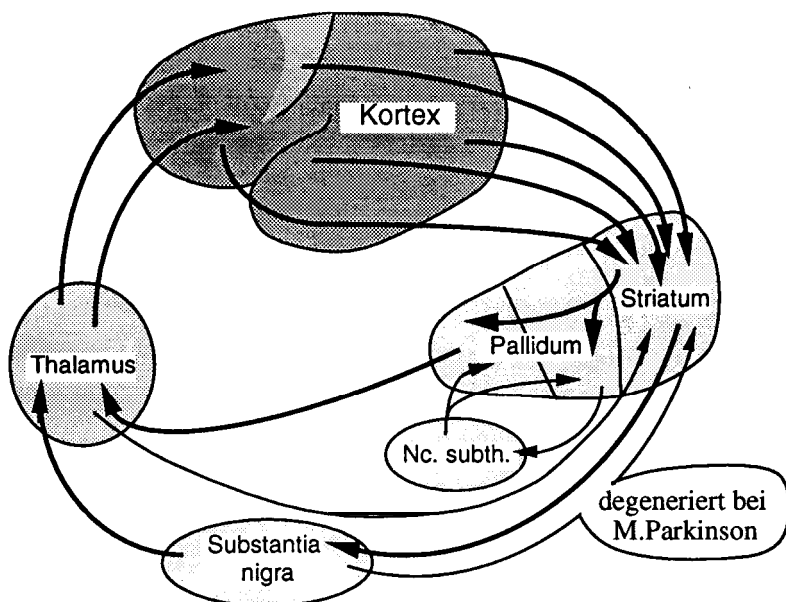 Kortex
Striatum
Pallidum
Thalamus
Nc. subth.
degeneriert bei
M.Parkinson
Substantia
nigra